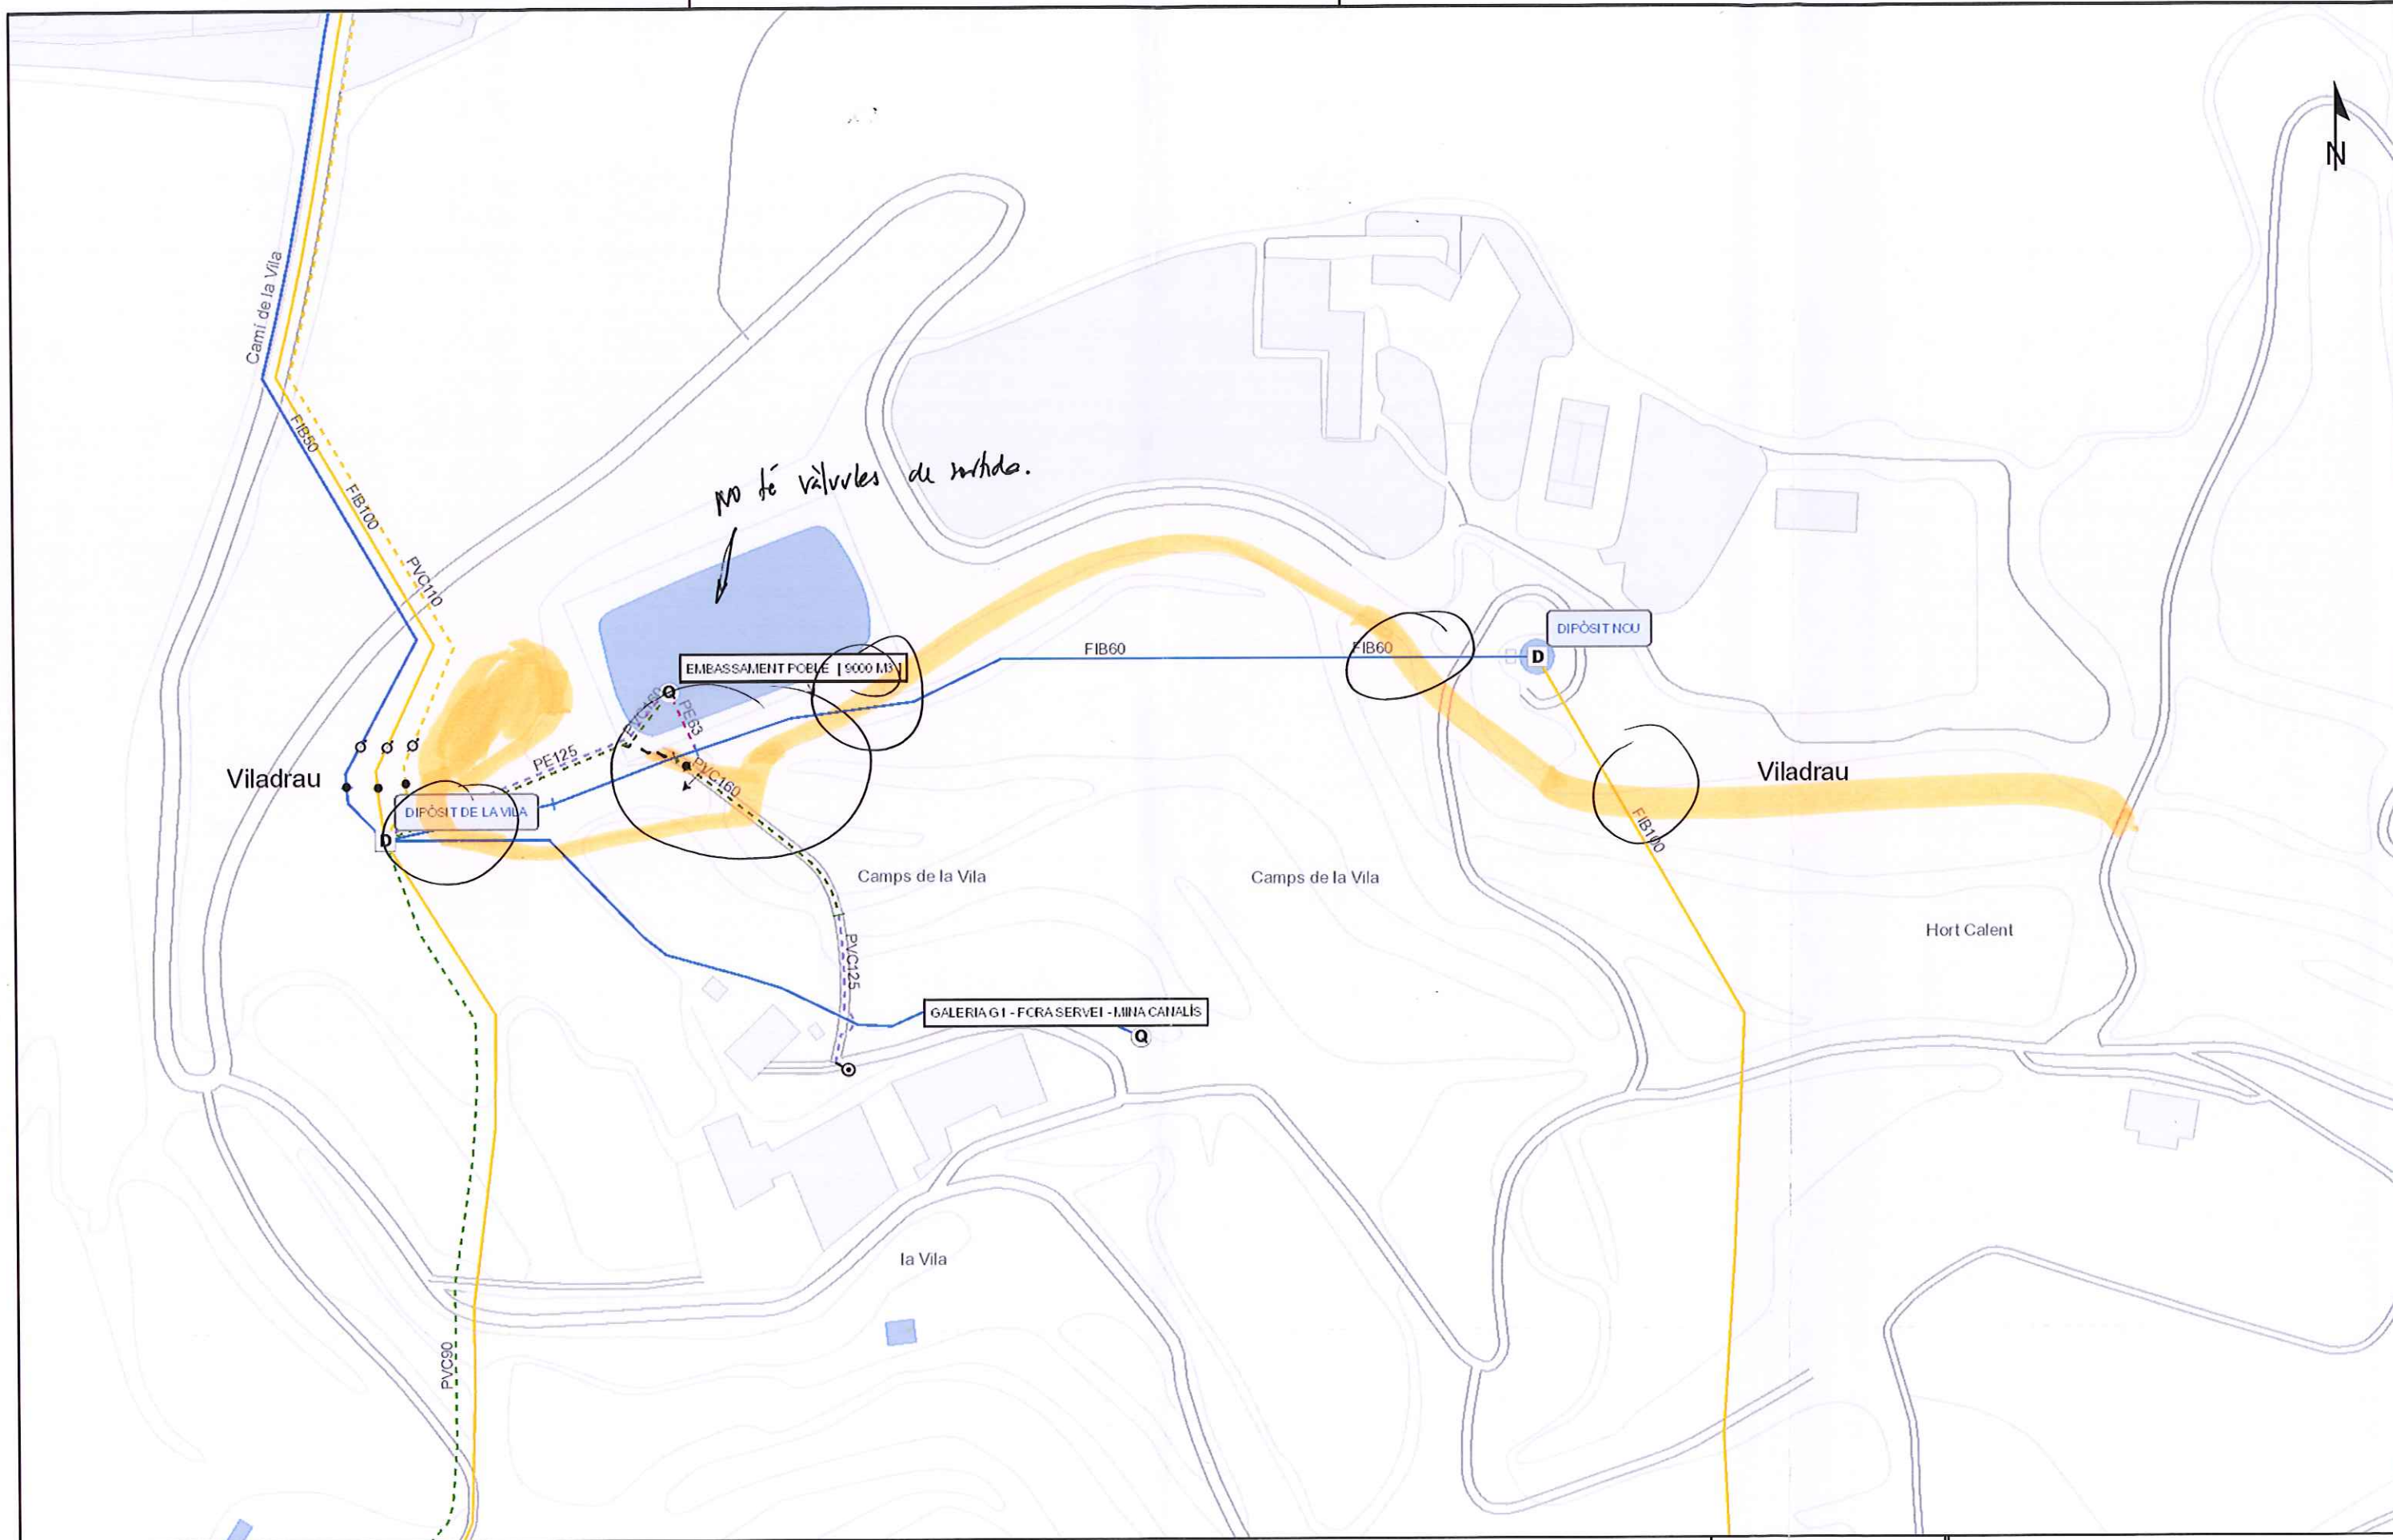 N
Camí de la Vila
FIB50
FIB100
PVC110
no té vàlvules de sortida.
DIPÒSIT NOU
FIB60
FIB60
EMBASSAMENT POBLE [ 9000 M3 ]
PE63
PE125
PVC160
Viladrau
Viladrau
DIPÒSIT DE LA VILA
D
D
Q
FIB100
Camps de la Vila
Camps de la Vila
Hort Calent
PVC125
GALERIA G1 - FORA SERVEI - MINA CANALÍS
Q
la Vila
PVC90